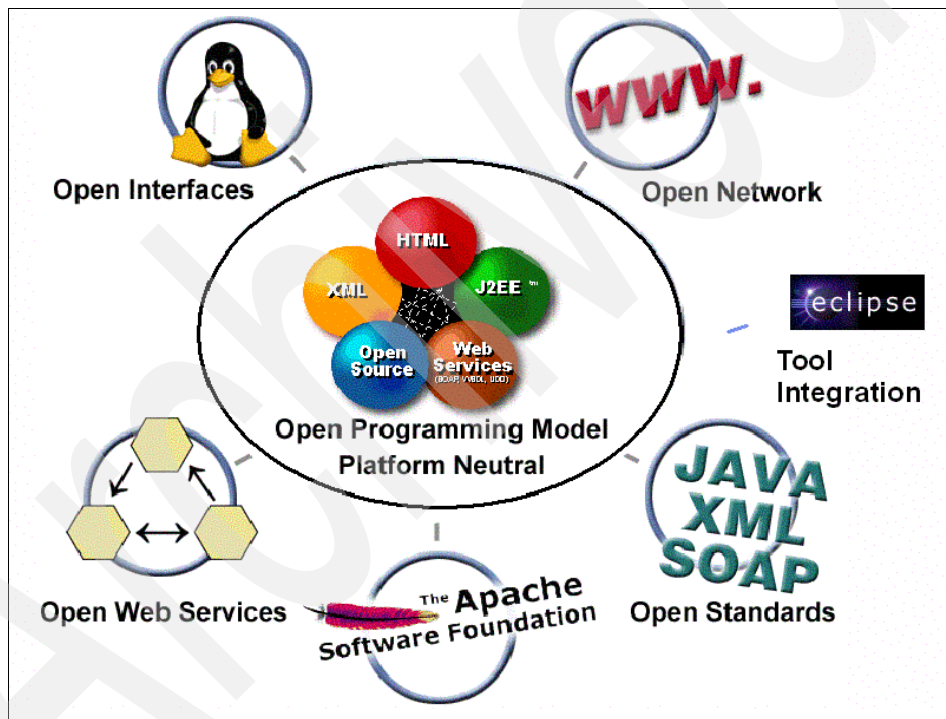 www.
Open Interfaces
Open Network
HTML
XML
J2EE ™
Open
Source
Web
Services
eclipse
Tool
Integration
Open Programming Model
Platform Neutral
JAVA
XML
SOAP
Open Web Services
The Apache
Software Foundation
Open Standards
Archived